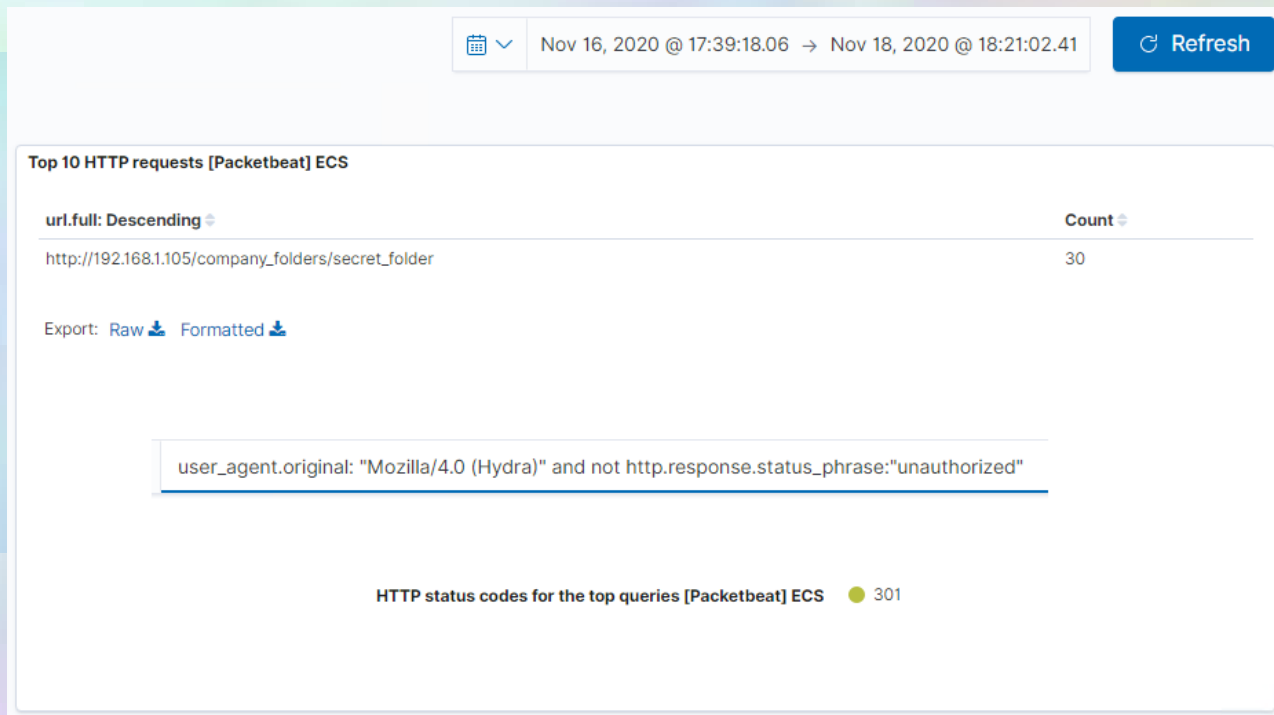 Nov 16, 2020 @ 17:39:18.06 → Nov 18, 2020 @ 18:21:02.41 Refresh
Top 10 HTTP requests [Packetbeat] ECS
url.full: Descending Count
http://192.168.1.105/company_folders/secret_folder 30
Export: Raw Formatted
user_agent.original: "Mozilla/4.0 (Hydra)" and not http.response.status_phrase:"unauthorized"
HTTP status codes for the top queries [Packetbeat] ECS 301